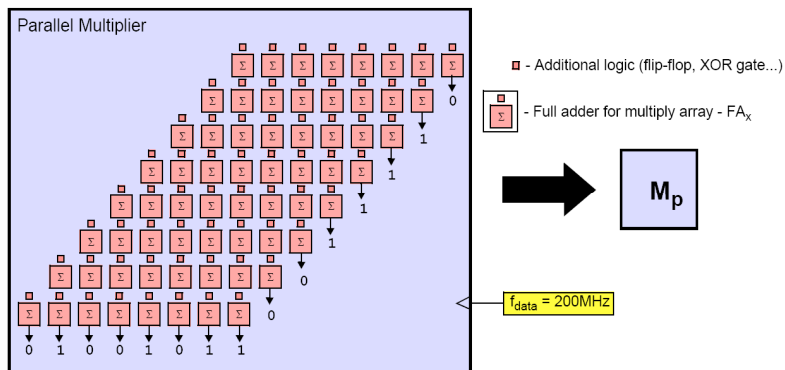 Parallel Multiplier
Σ Σ Σ Σ Σ Σ Σ Σ
0
Σ Σ Σ Σ Σ Σ Σ Σ
1
Σ Σ Σ Σ Σ Σ Σ Σ
1
Σ Σ Σ Σ Σ Σ Σ Σ
1
Σ Σ Σ Σ Σ Σ Σ Σ
1
Σ Σ Σ Σ Σ Σ Σ Σ
0
Σ Σ Σ Σ Σ Σ Σ Σ
0
Σ Σ Σ Σ Σ Σ Σ Σ
0 1 0 0 1 0 1 1
- Additional logic (flip-flop, XOR gate...)
Σ - Full adder for multiply array - FAx
Mp
fdata = 200MHz